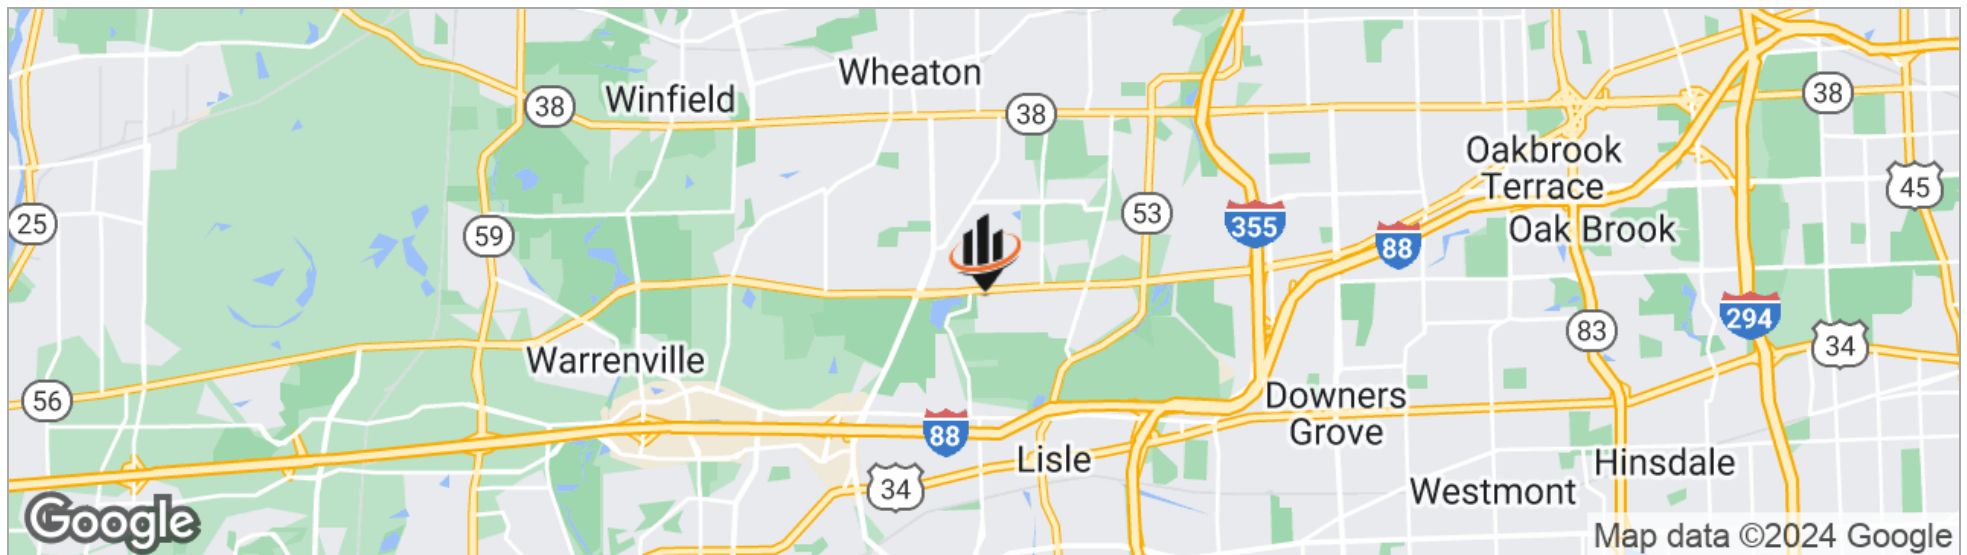 Wheaton
Winfield
38
38
38
Oakbrook
Terrace
45
25
59
53
355
88
Oak Brook
294
83
34
Warrenville
56
Downers
Grove
88
Lisle
34
Hinsdale
Westmont
Google
Map data ©2024 Google